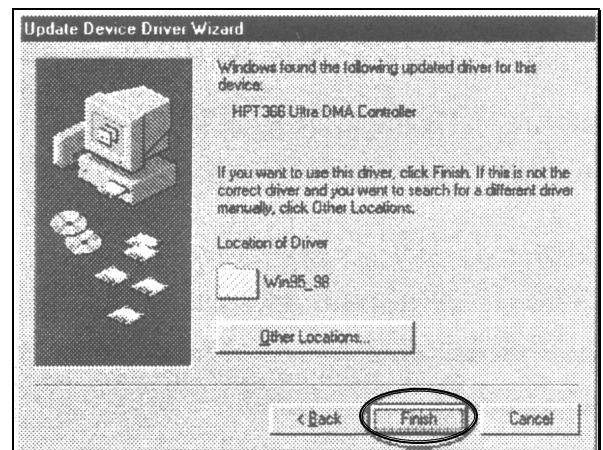 Update Device Driver Wizard
Windows found the following updated driver for this
device:
HPT366 Ultra DMA Controller
If you want to use this driver, click Finish. If this is not the
correct driver and you want to search for a different driver
manually, click Other Locations.
Location of Driver
Win95_98
Other Locations...
< Back
Finish
Cancel